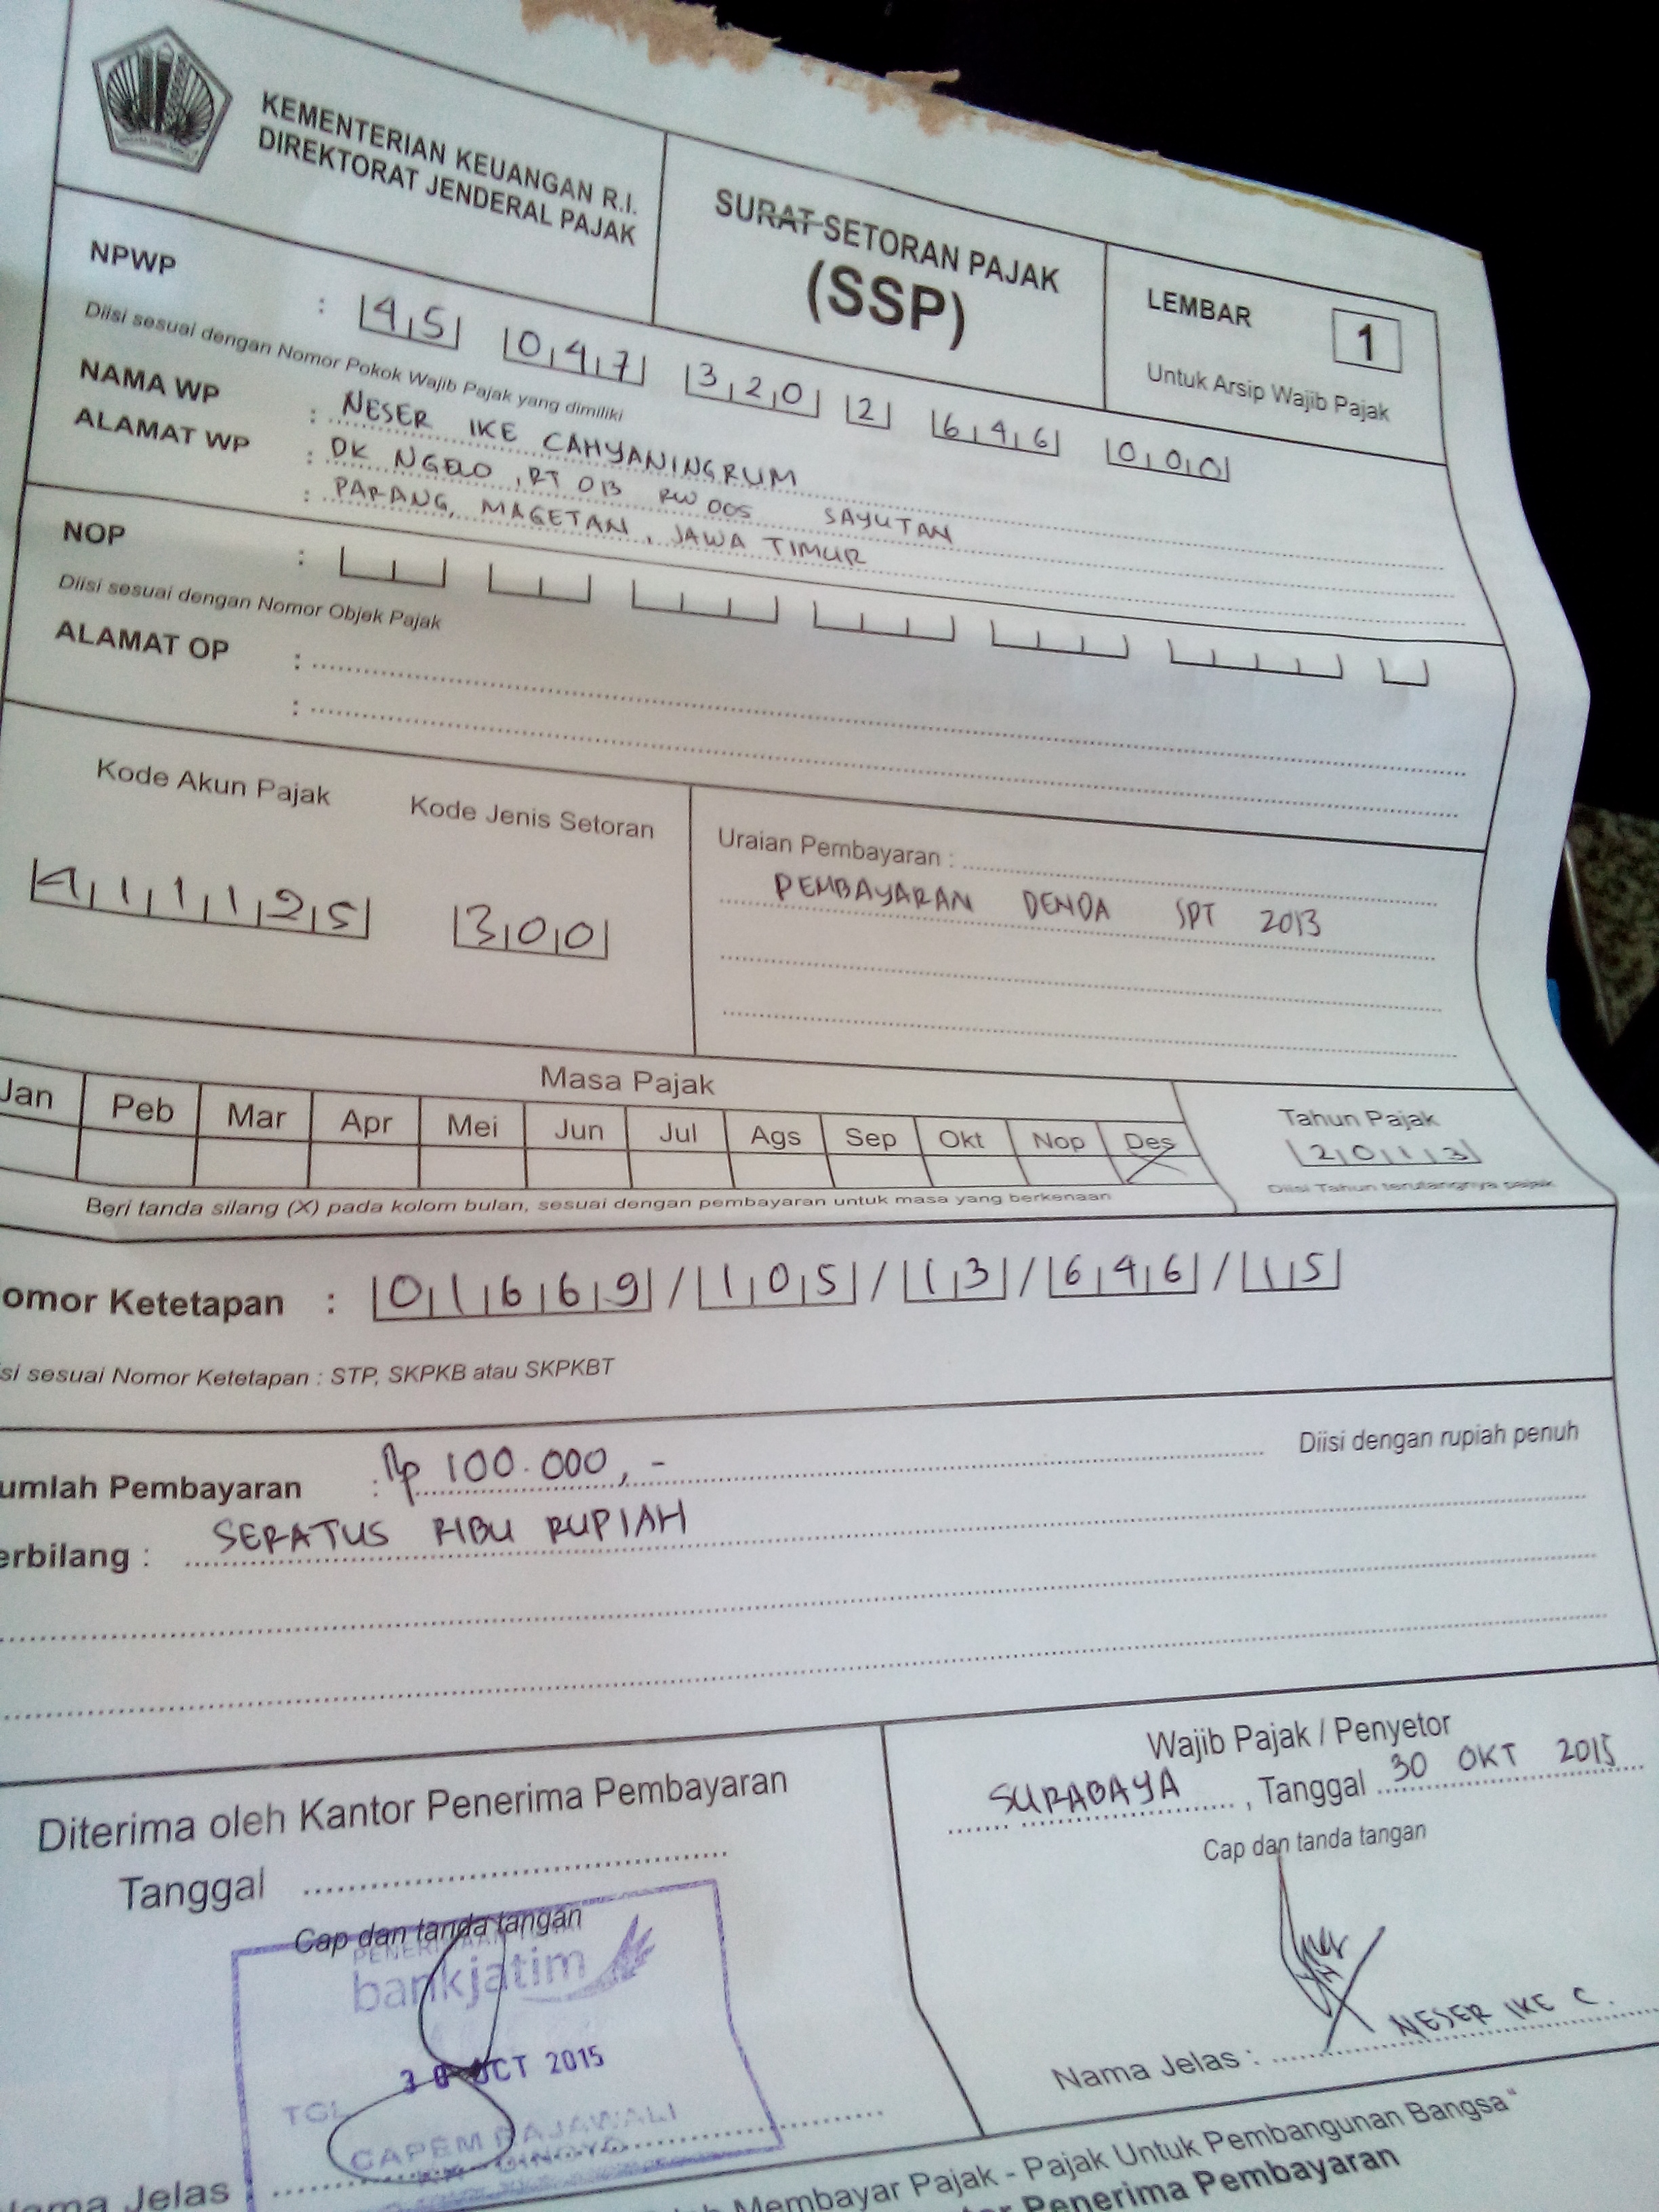 KEMENTERIAN KEUANGAN R.I.
DIREKTORAT JENDERAL PAJAK
SURAT SETORAN PAJAK
(SSP)
LEMBAR 1
Untuk Arsip Wajib Pajak
NPWP : 45 047 320 2 646 000
Diisi sesuai dengan Nomor Pokok Wajib Pajak yang dimiliki
NAMA WP : NESER IKE CAHYANINGRUM
ALAMAT WP : DK NGELO, RT 013 RW 005 SAYUTAN
: PARANG, MAGETAN, JAWA TIMUR
NOP :
Diisi sesuai dengan Nomor Objek Pajak
ALAMAT OP :
:
Kode Akun Pajak Kode Jenis Setoran
411125 300
Uraian Pembayaran :
PEMBAYARAN DENDA SPT 2013
Masa Pajak
Jan Peb Mar Apr Mei Jun Jul Ags Sep Okt Nop Des
X
Beri tanda silang (X) pada kolom bulan, sesuai dengan pembayaran untuk masa yang berkenaan
Tahun Pajak
2013
Diisi Tahun terutangnya pajak
omor Ketetapan : 01669 / 105 / 13 / 646 / 15
si sesuai Nomor Ketetapan : STP, SKPKB atau SKPKBT
umlah Pembayaran : Rp 100.000,- Diisi dengan rupiah penuh
erbilang : SERATUS RIBU RUPIAH
Diterima oleh Kantor Penerima Pembayaran
Tanggal
Cap dan tanda tangan
bankjatim
30 OCT 2015
TGL
CAPEM RAJAWALI
ama Jelas
Wajib Pajak / Penyetor
SURABAYA, Tanggal 30 OKT 2015
Cap dan tanda tangan
Nama Jelas : NESER IKE C.
Membayar Pajak - Pajak Untuk Pembangunan Bangsa"
or Penerima Pembayaran